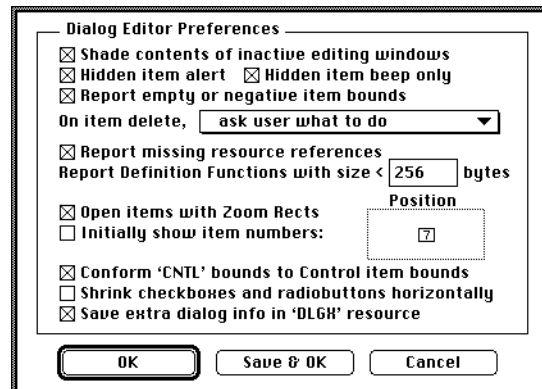 Dialog Editor Preferences
Shade contents of inactive editing windows
Hidden item alert Hidden item beep only
Report empty or negative item bounds
On item delete, ask user what to do
Report missing resource references
Report Definition Functions with size < 256 bytes
Position
Open items with Zoom Rects
Initially show item numbers: 7
Conform ‘CNTL’ bounds to Control item bounds
Shrink checkboxes and radiobuttons horizontally
Save extra dialog info in ‘DLGX’ resource
OK Save & OK Cancel